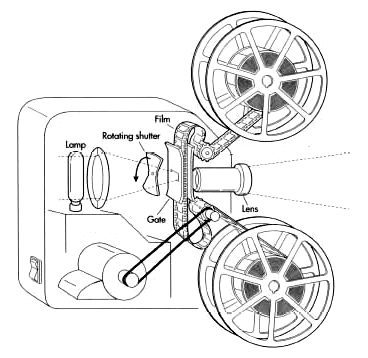 Film
Rotating shutter
Lamp
Gate
Lens